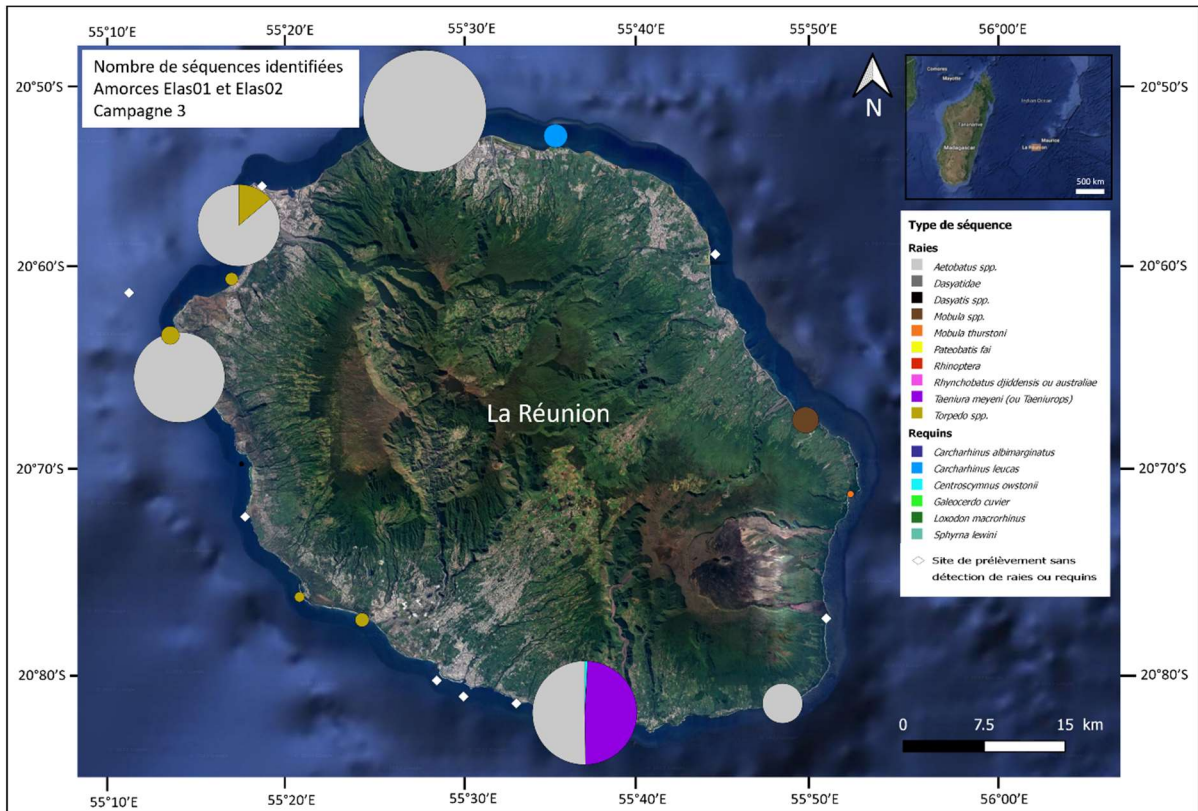 55°10′E 55°20′E 55°30′E 55°40′E 55°50′E 56°00′E
Nombre de séquences identifiées
Amorces Elas01 et Elas02
Campagne 3
N
Comores
Mayotte
Madagascar
Maurice
La Réunion
500 km
20°50′S 20°50′S
20°60′S 20°60′S
20°70′S 20°70′S
20°80′S 20°80′S
La Réunion
Type de séquence
Raies
Aetobatus spp.
Dasyatidae
Dasyatis spp.
Mobula spp.
Mobula thurstoni
Pateobatis fai
Rhinoptera
Rhynchobatus djiddensis ou australiae
Taeniura meyeni (ou Taeniurops)
Torpedo spp.
Requins
Carcharhinus albimarginatus
Carcharhinus leucas
Centroscymnus owstonii
Galeocerdo cuvier
Loxodon macrorhinus
Sphyrna lewini
Site de prélèvement sans
détection de raies ou requins
0 7.5 15 km
55°10′E 55°20′E 55°30′E 55°40′E 55°50′E 56°00′E